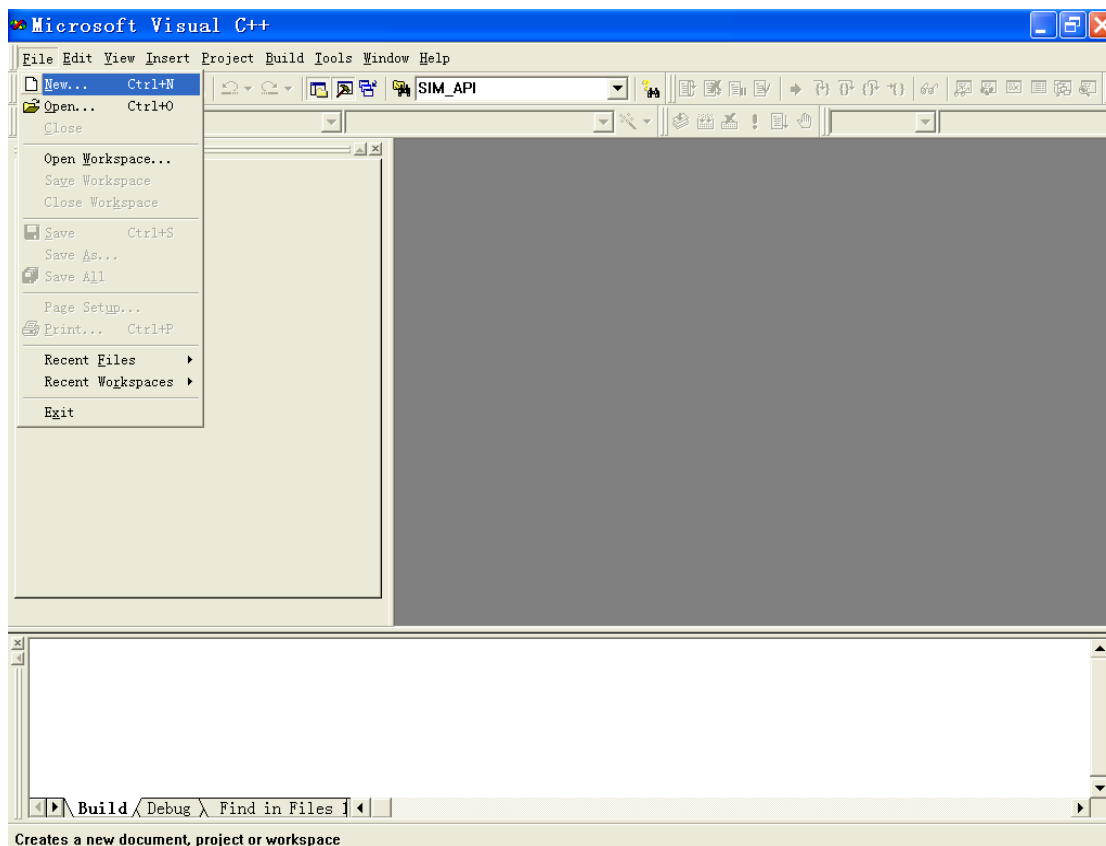 Microsoft Visual C++
File Edit View Insert Project Build Tools Window Help
New... Ctrl+N
SIM_API
Open... Ctrl+O
Close
Open Workspace...
Save Workspace
Close Workspace
Save Ctrl+S
Save As...
Save All
Page Setup...
Print... Ctrl+P
Recent Files
Recent Workspaces
Exit
Build Debug Find in Files 1
Creates a new document, project or workspace